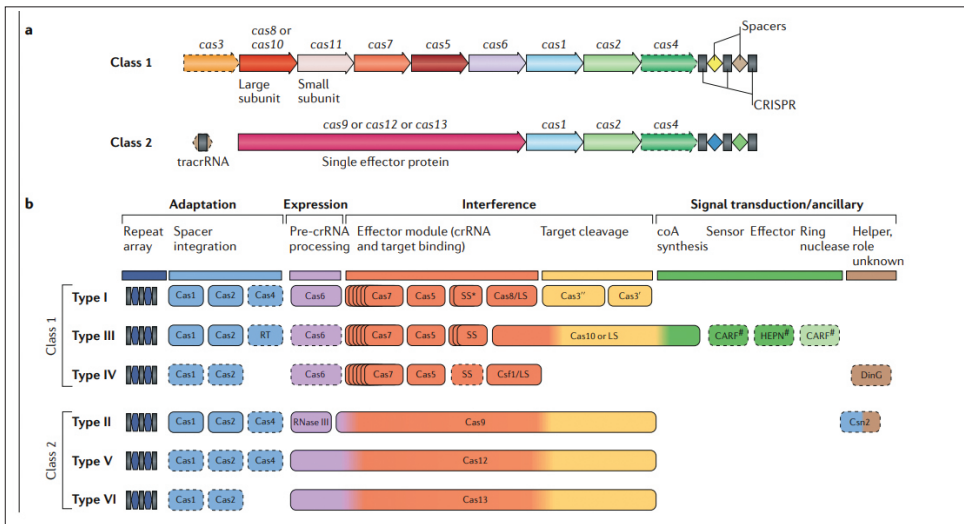 a
cas3
cas8 or
cas10
cas11
cas7
cas5
cas6
cas1
cas2
cas4
Spacers
Class 1
Large
subunit
Small
subunit
CRISPR
cas9 or cas12 or cas13
cas1
cas2
cas4
Class 2
tracrRNA
Single effector protein
b
Adaptation
Expression
Interference
Signal transduction/ancillary
Repeat
array
Spacer
integration
Pre-crRNA
processing
Effector module (crRNA
and target binding)
Target cleavage
coA
synthesis
Sensor
Effector
Ring
nuclease
Helper,
role
unknown
Class 1
Type I
Cas1 Cas2 Cas4 Cas6 Cas7 Cas5 SS* Cas8/LS Cas3′′ Cas3′
Type III
Cas1 Cas2 RT Cas6 Cas7 Cas5 SS Cas10 or LS CARF# HEPN# CARF#
Type IV
Cas1 Cas2 Cas6 Cas7 Cas5 SS Csf1/LS DinG
Class 2
Type II
Cas1 Cas2 Cas4 RNase III Cas9 Csn2
Type V
Cas1 Cas2 Cas4 Cas12
Type VI
Cas1 Cas2 Cas13